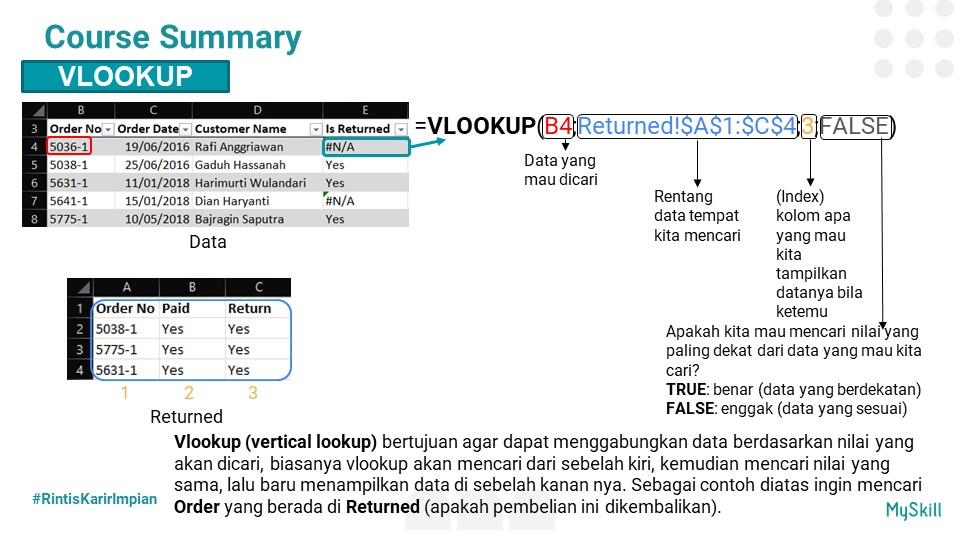 Course Summary
VLOOKUP
B C D E
3 Order No Order Date Customer Name Is Returned
4 5036-1 19/06/2016 Rafi Anggriawan #N/A
5 5038-1 25/06/2016 Gaduh Hassanah Yes
6 5631-1 11/01/2018 Harimurti Wulandari Yes
7 5641-1 15/01/2018 Dian Haryanti #N/A
8 5775-1 10/05/2018 Bajragin Saputra Yes
Data
=VLOOKUP(B4;Returned!$A$1:$C$4;3;FALSE)
Data yang
mau dicari
Rentang
data tempat
kita mencari
(Index)
kolom apa
yang mau
kita
tampilkan
datanya bila
ketemu
Apakah kita mau mencari nilai yang
paling dekat dari data yang mau kita
cari?
TRUE: benar (data yang berdekatan)
FALSE: enggak (data yang sesuai)
A B C
1 Order No Paid Return
2 5038-1 Yes Yes
3 5775-1 Yes Yes
4 5631-1 Yes Yes
1 2 3
Returned
Vlookup (vertical lookup) bertujuan agar dapat menggabungkan data berdasarkan nilai yang
akan dicari, biasanya vlookup akan mencari dari sebelah kiri, kemudian mencari nilai yang
sama, lalu baru menampilkan data di sebelah kanan nya. Sebagai contoh diatas ingin mencari
Order yang berada di Returned (apakah pembelian ini dikembalikan).
#RintisKarirImpian
MySkill